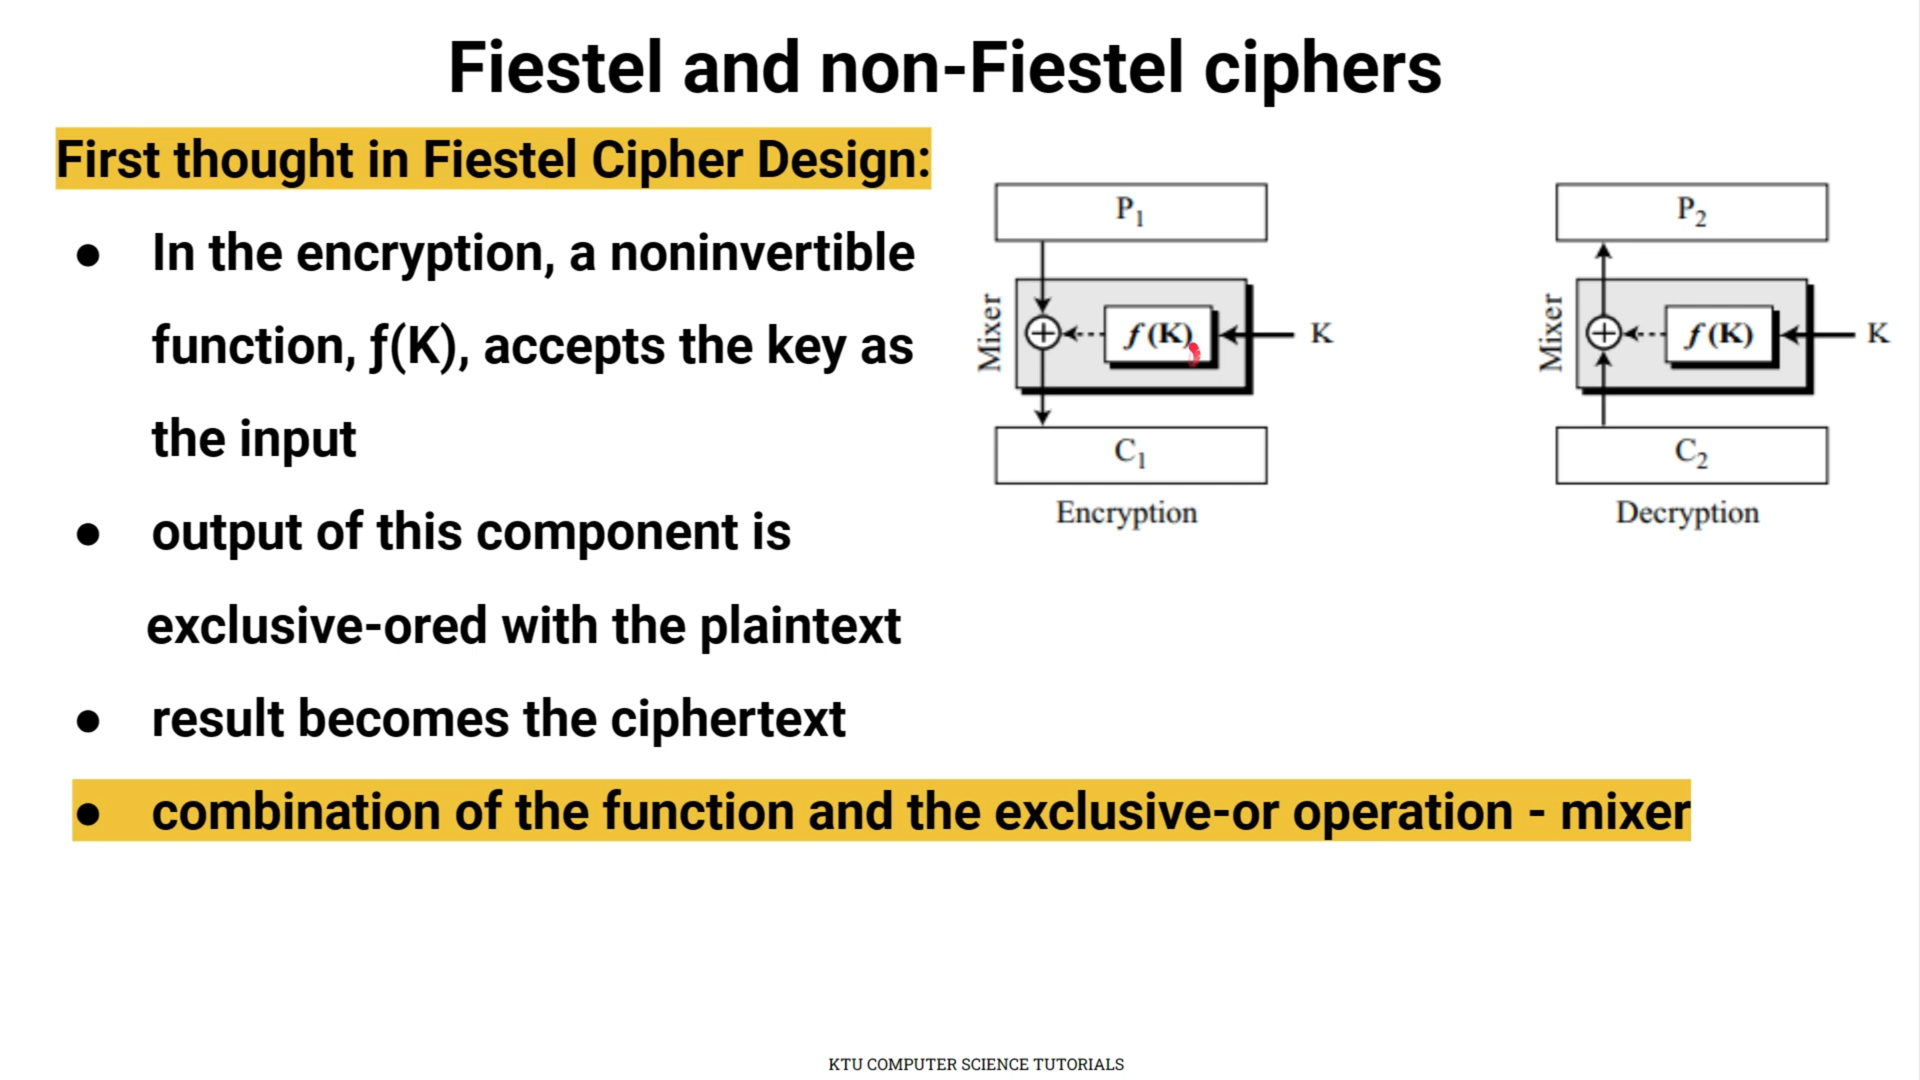 Fiestel and non-Fiestel ciphers
First thought in Fiestel Cipher Design:
● In the encryption, a noninvertible
function, ƒ(K), accepts the key as
the input
● output of this component is
exclusive-ored with the plaintext
● result becomes the ciphertext
● combination of the function and the exclusive-or operation - mixer
P₁
Mixer
f (K)
K
C₁
Encryption
P₂
Mixer
f (K)
K
C₂
Decryption
KTU COMPUTER SCIENCE TUTORIALS